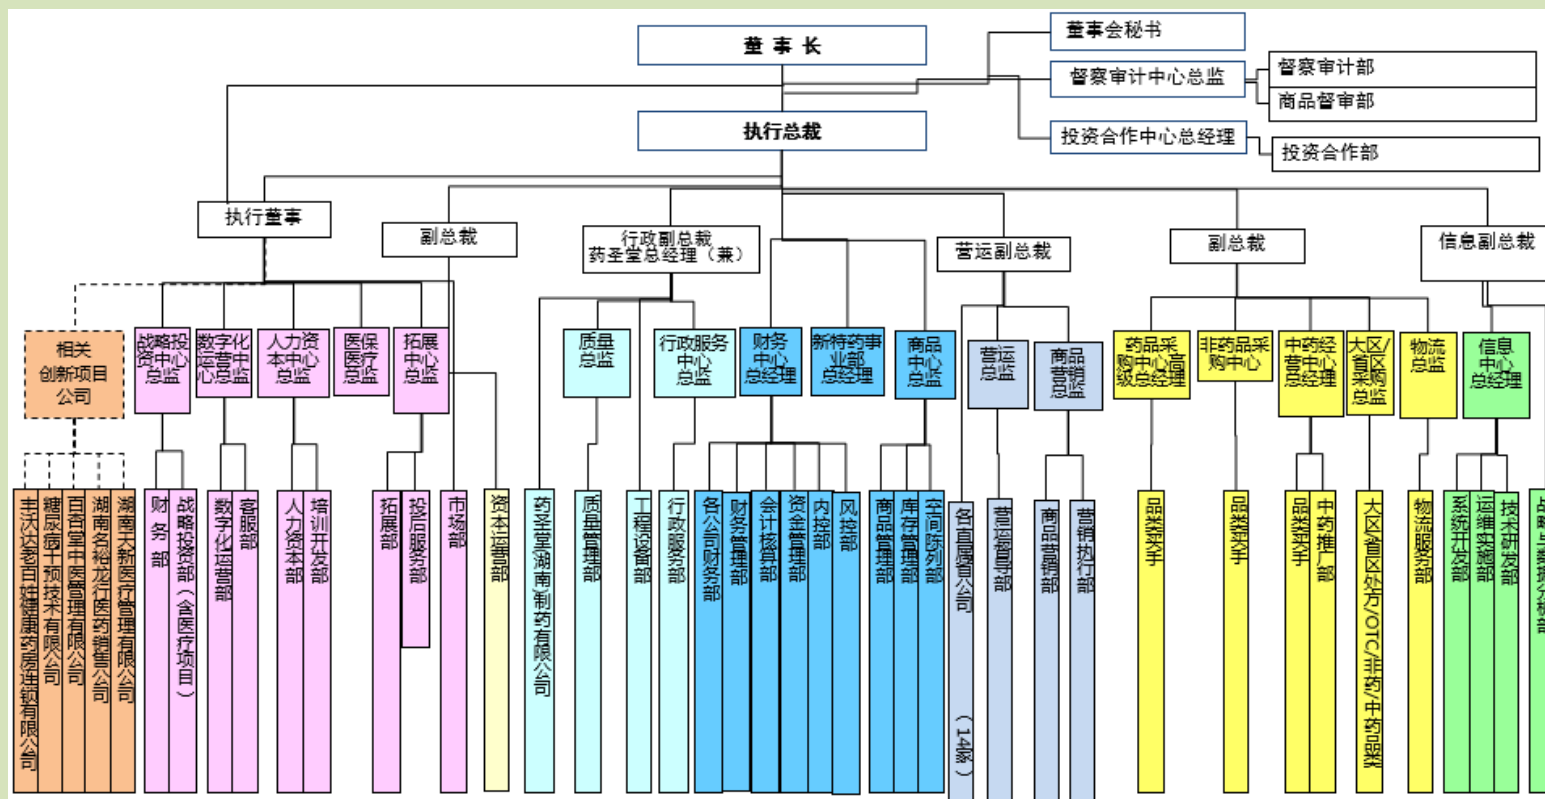 董 事 长
董事会秘书
督察审计中心总监
督察审计部
商品督审部
执行总裁
投资合作中心总经理
投资合作部
执行董事
副总裁
行政副总裁
药圣堂总经理（兼）
营运副总裁
副总裁
信息副总裁
相关
创新项目
公司
战略投
资中心
总监
数字化
运营中
心总监
人力资
本中心
总监
医保
医疗
总监
拓展
中心
总监
质量
总监
行政服务
中心
总监
财务
中心
总经理
新特药事
业部
总经理
商品
中心
总监
营运
总监
商品
营销
总监
药品采
购中心高
级总经理
非药品采
购中心
中药经
营中心
总经理
大区/
省区
采购
总监
物流
总监
信息
中心
总经理
丰沃达老百姓健康药房连锁有限公司
糖尿病干预技术有限公司
百杏堂中医管理有限公司
湖南名裕龙行医药销售公司
湖南天新医疗管理有限公司
财务 部
战略投资部（含医疗项目）
数字化运营部
客服部
人力资本部
培训开发部
拓展部
投后服务部
市场部
资本运营部
药圣堂(湖南)制药有限公司
质量管理部
工程设备部
行政服务部
各公司财务部
财务管理部
会计核算部
资金管理部
内控部
风控部
商品管理部
库存管理部
空间陈列部
各直属省公司 （14家）
营运督导部
商品营销部
营销执行部
品类买手
品类买手
品类买手
中药推广部
大区/省区处方/OTC/非药/中药品类
物流服务部
系统开发部
运维实施部
技术研发部
战略与数据分析部